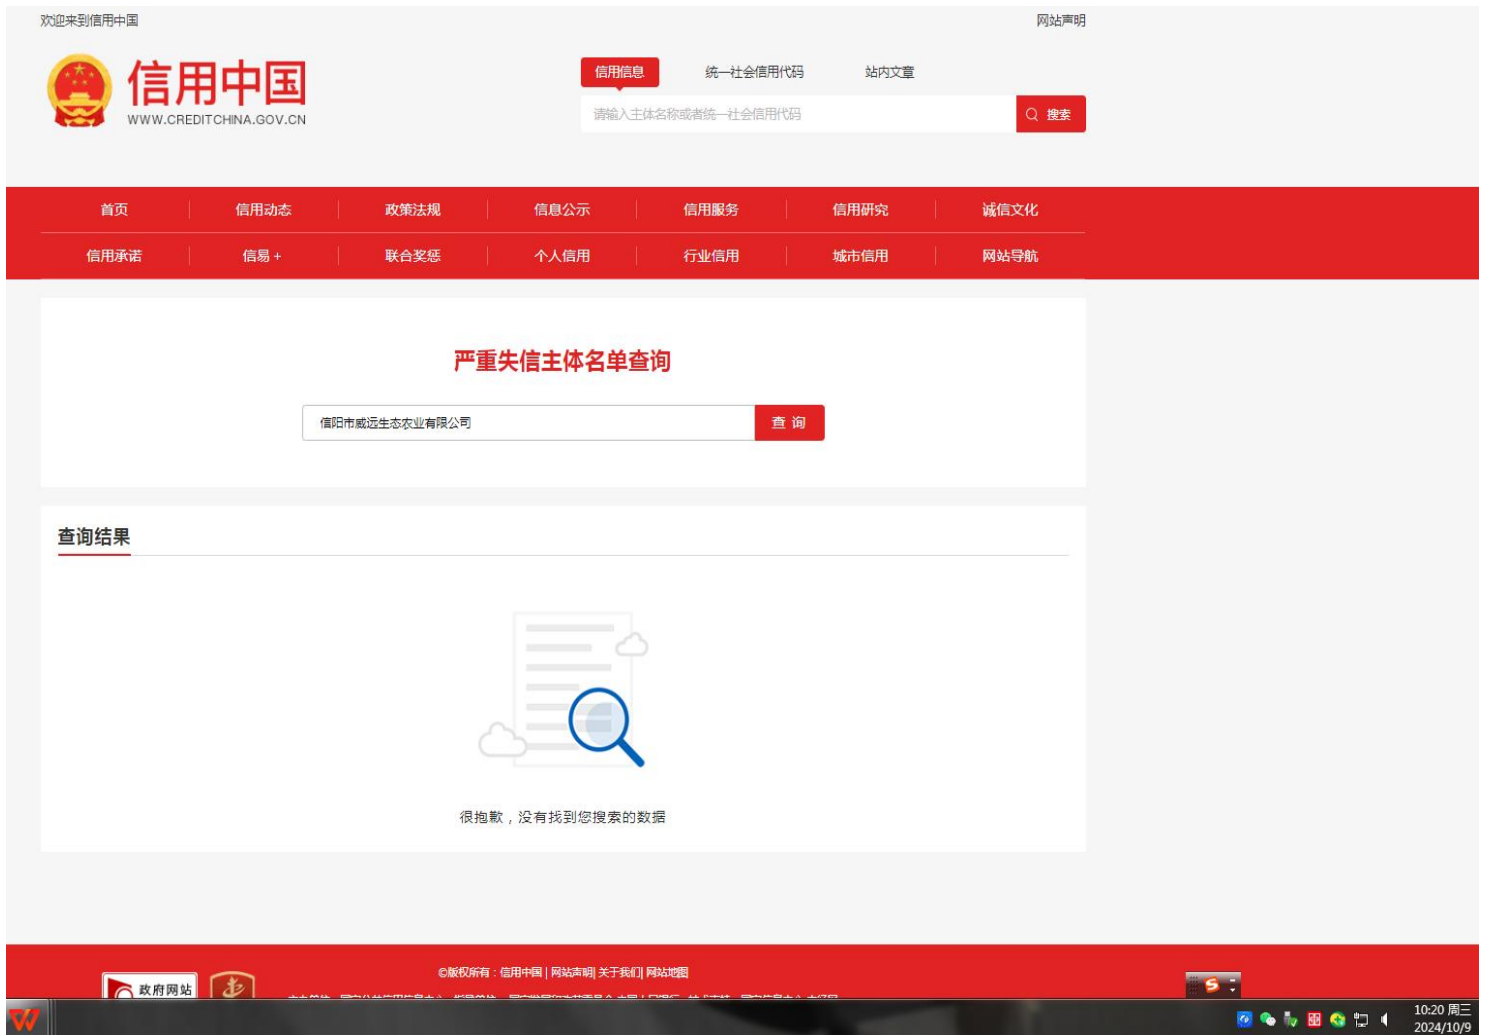 欢迎来到信用中国
网站声明
信用中国
WWW.CREDITCHINA.GOV.CN
信用信息 统一社会信用代码 站内文章
请输入主体名称或者统一社会信用代码
搜索
首页 信用动态 政策法规 信息公示 信用服务 信用研究 诚信文化
信用承诺 信易+ 联合奖惩 个人信用 行业信用 城市信用 网站导航
严重失信主体名单查询
信阳市威远生态农业有限公司
查 询
查询结果
很抱歉，没有找到您搜索的数据
©版权所有：信用中国 | 网站声明| 关于我们| 网站地图
政府网站
10:20 周三
2024/10/9